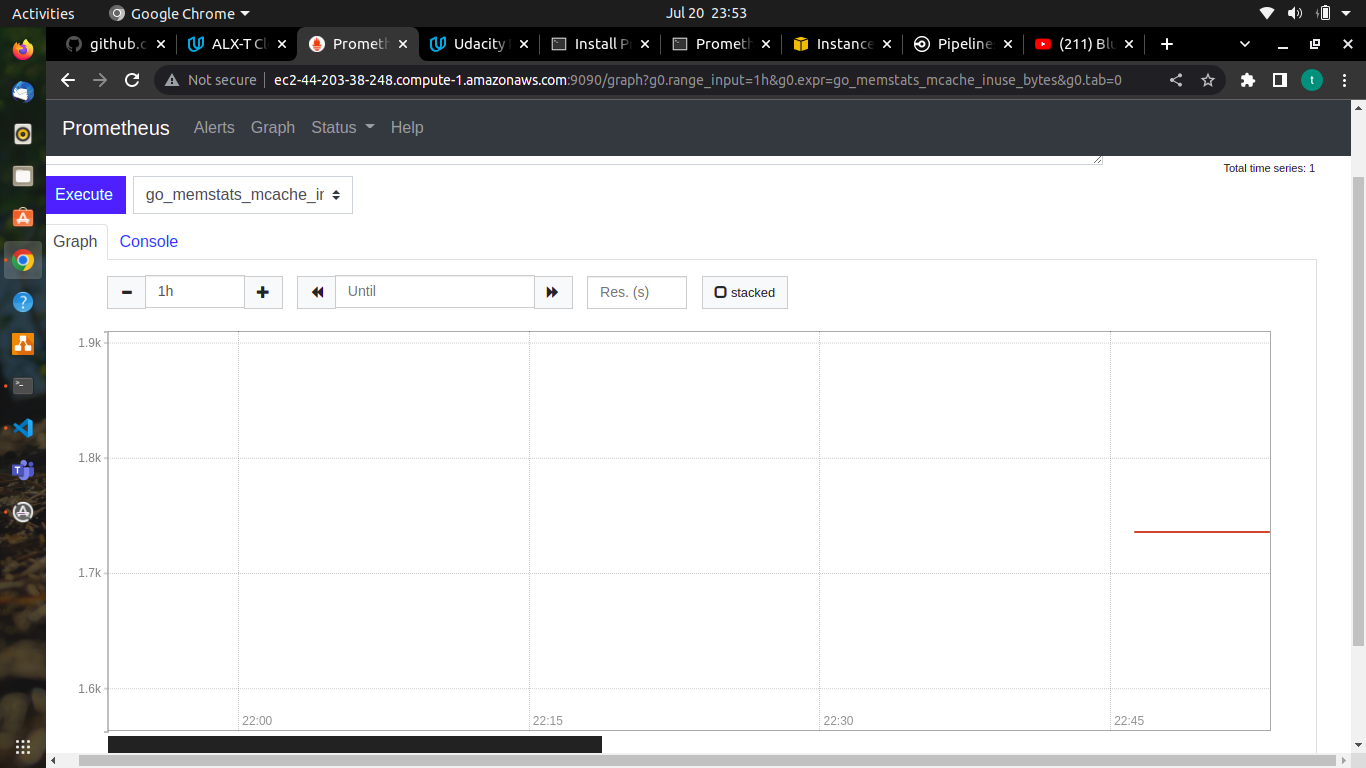 Activities Google Chrome Jul 20 23:53
github.c ALX-T Cl Prometh Udacity Install Pr Prometh Instance Pipeline (211) Blu
Not secure ec2-44-203-38-248.compute-1.amazonaws.com:9090/graph?g0.range_input=1h&g0.expr=go_memstats_mcache_inuse_bytes&g0.tab=0 t
Prometheus Alerts Graph Status Help
Total time series: 1
Execute go_memstats_mcache_in
Graph Console
1h Until Res. (s) stacked
1.9k
1.8k
1.7k
1.6k
22:00 22:15 22:30 22:45